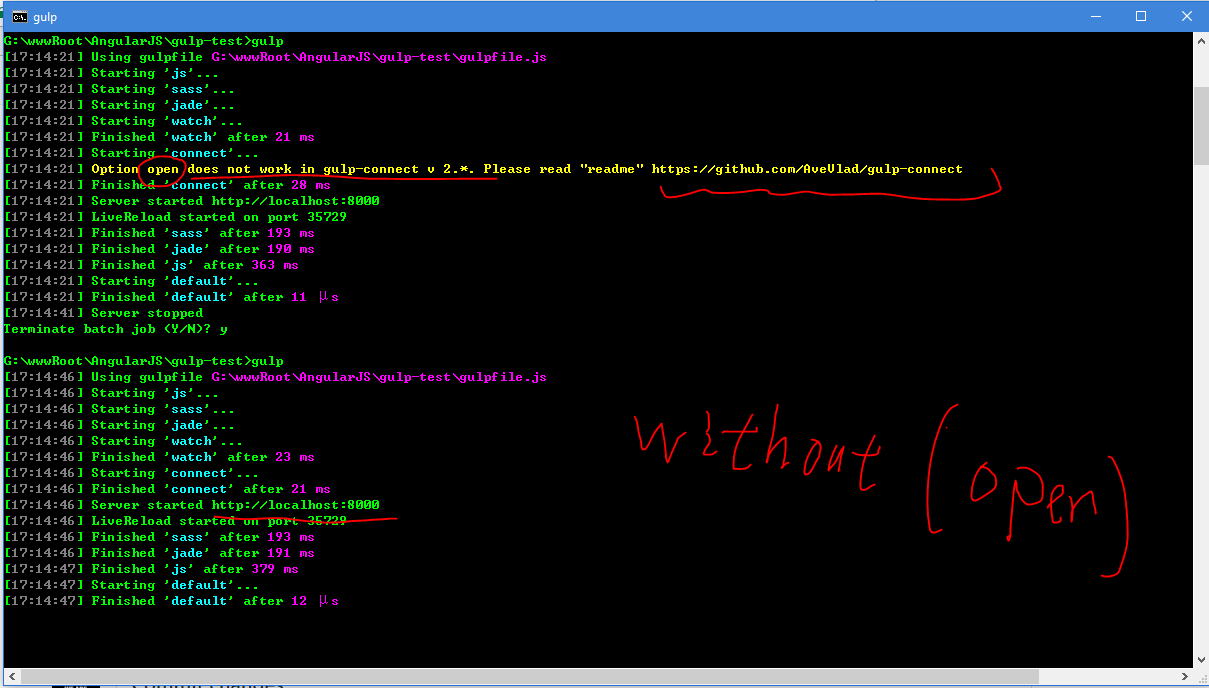 gulp
G:\wwwRoot\AngularJS\gulp-test>gulp
[17:14:21] Using gulpfile G:\wwwRoot\AngularJS\gulp-test\gulpfile.js
[17:14:21] Starting 'js'...
[17:14:21] Starting 'sass'...
[17:14:21] Starting 'jade'...
[17:14:21] Starting 'watch'...
[17:14:21] Finished 'watch' after 21 ms
[17:14:21] Starting 'connect'...
[17:14:21] Option open does not work in gulp-connect v 2.*. Please read "readme" https://github.com/AveVlad/gulp-connect
[17:14:21] Finished 'connect' after 28 ms
[17:14:21] Server started http://localhost:8000
[17:14:21] LiveReload started on port 35729
[17:14:21] Finished 'sass' after 193 ms
[17:14:21] Finished 'jade' after 190 ms
[17:14:21] Finished 'js' after 363 ms
[17:14:21] Starting 'default'...
[17:14:21] Finished 'default' after 11 μs
[17:14:41] Server stopped
Terminate batch job (Y/N)? y
G:\wwwRoot\AngularJS\gulp-test>gulp
[17:14:46] Using gulpfile G:\wwwRoot\AngularJS\gulp-test\gulpfile.js
[17:14:46] Starting 'js'...
[17:14:46] Starting 'sass'...
[17:14:46] Starting 'jade'...
[17:14:46] Starting 'watch'...
[17:14:46] Finished 'watch' after 23 ms
[17:14:46] Starting 'connect'...
[17:14:46] Finished 'connect' after 21 ms
[17:14:46] Server started http://localhost:8000
[17:14:46] LiveReload started on port 35729
[17:14:46] Finished 'sass' after 193 ms
[17:14:46] Finished 'jade' after 191 ms
[17:14:47] Finished 'js' after 379 ms
[17:14:47] Starting 'default'...
[17:14:47] Finished 'default' after 12 μs
without (open)